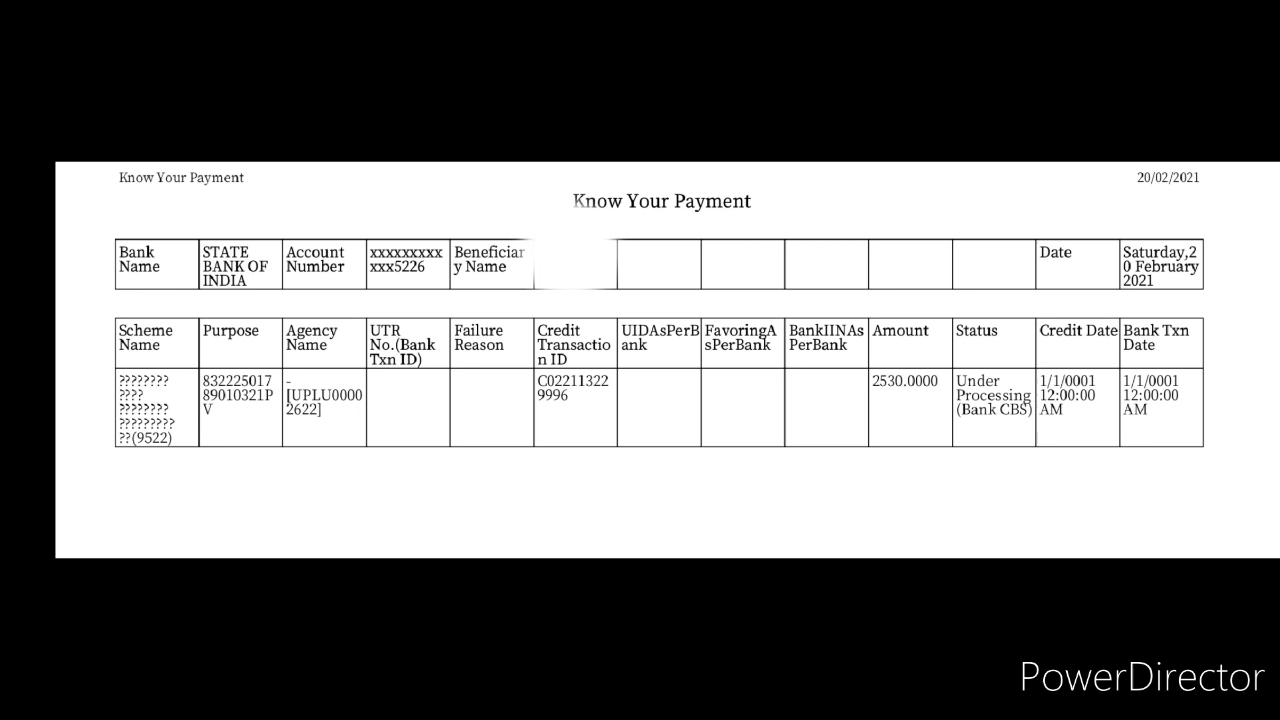 Know Your Payment 20/02/2021
Know Your Payment
Bank Name STATE BANK OF INDIA Account Number xxxxxxxxxxxx5226 Beneficiary Name Date Saturday,20 February 2021
Scheme Name Purpose Agency Name UTR No.(Bank Txn ID) Failure Reason Credit Transaction ID UIDAsPerBank FavoringAsPerBank BankIINAsPerBank Amount Status Credit Date Bank Txn Date
???????? ???? ???????? ????????? ??(9522) 83222501789010321PV -[UPLU00002622] C022113229996 2530.0000 Under Processing (Bank CBS) 1/1/0001 12:00:00 AM 1/1/0001 12:00:00 AM
PowerDirector